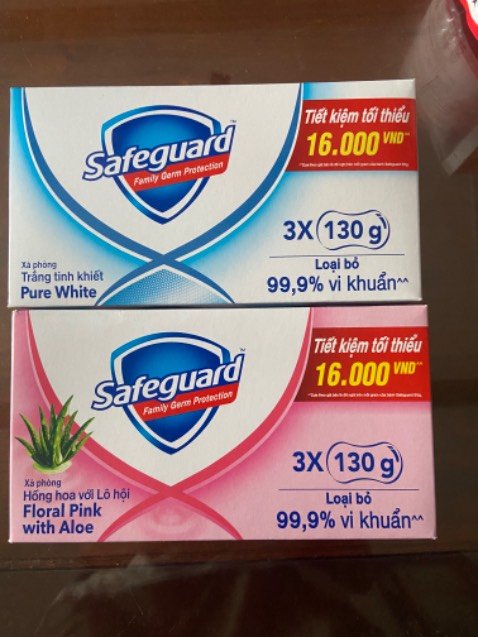 Tiết kiệm tối thiểu
16.000 VND^^
Safeguard™
Family Germ Protection
3X 130 g
Xà phòng
Trắng tinh khiết
Pure White
Loại bỏ
99,9% vi khuẩn^^
Tiết kiệm tối thiểu
16.000 VND^^
Safeguard™
Family Germ Protection
3X 130 g
Xà phòng
Hồng hoa với Lô hội
Floral Pink
with Aloe
Loại bỏ
99,9% vi khuẩn^^